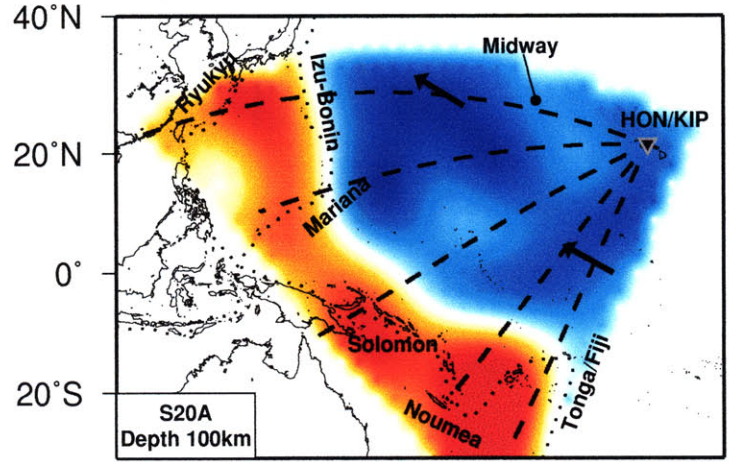 40°N
Midway
Ryukyu
Izu-Bonin
HON/KIP
20°N
Mariana
0°
Solomon
Tonga/Fiji
20°S
Noumea
S20A
Depth 100km